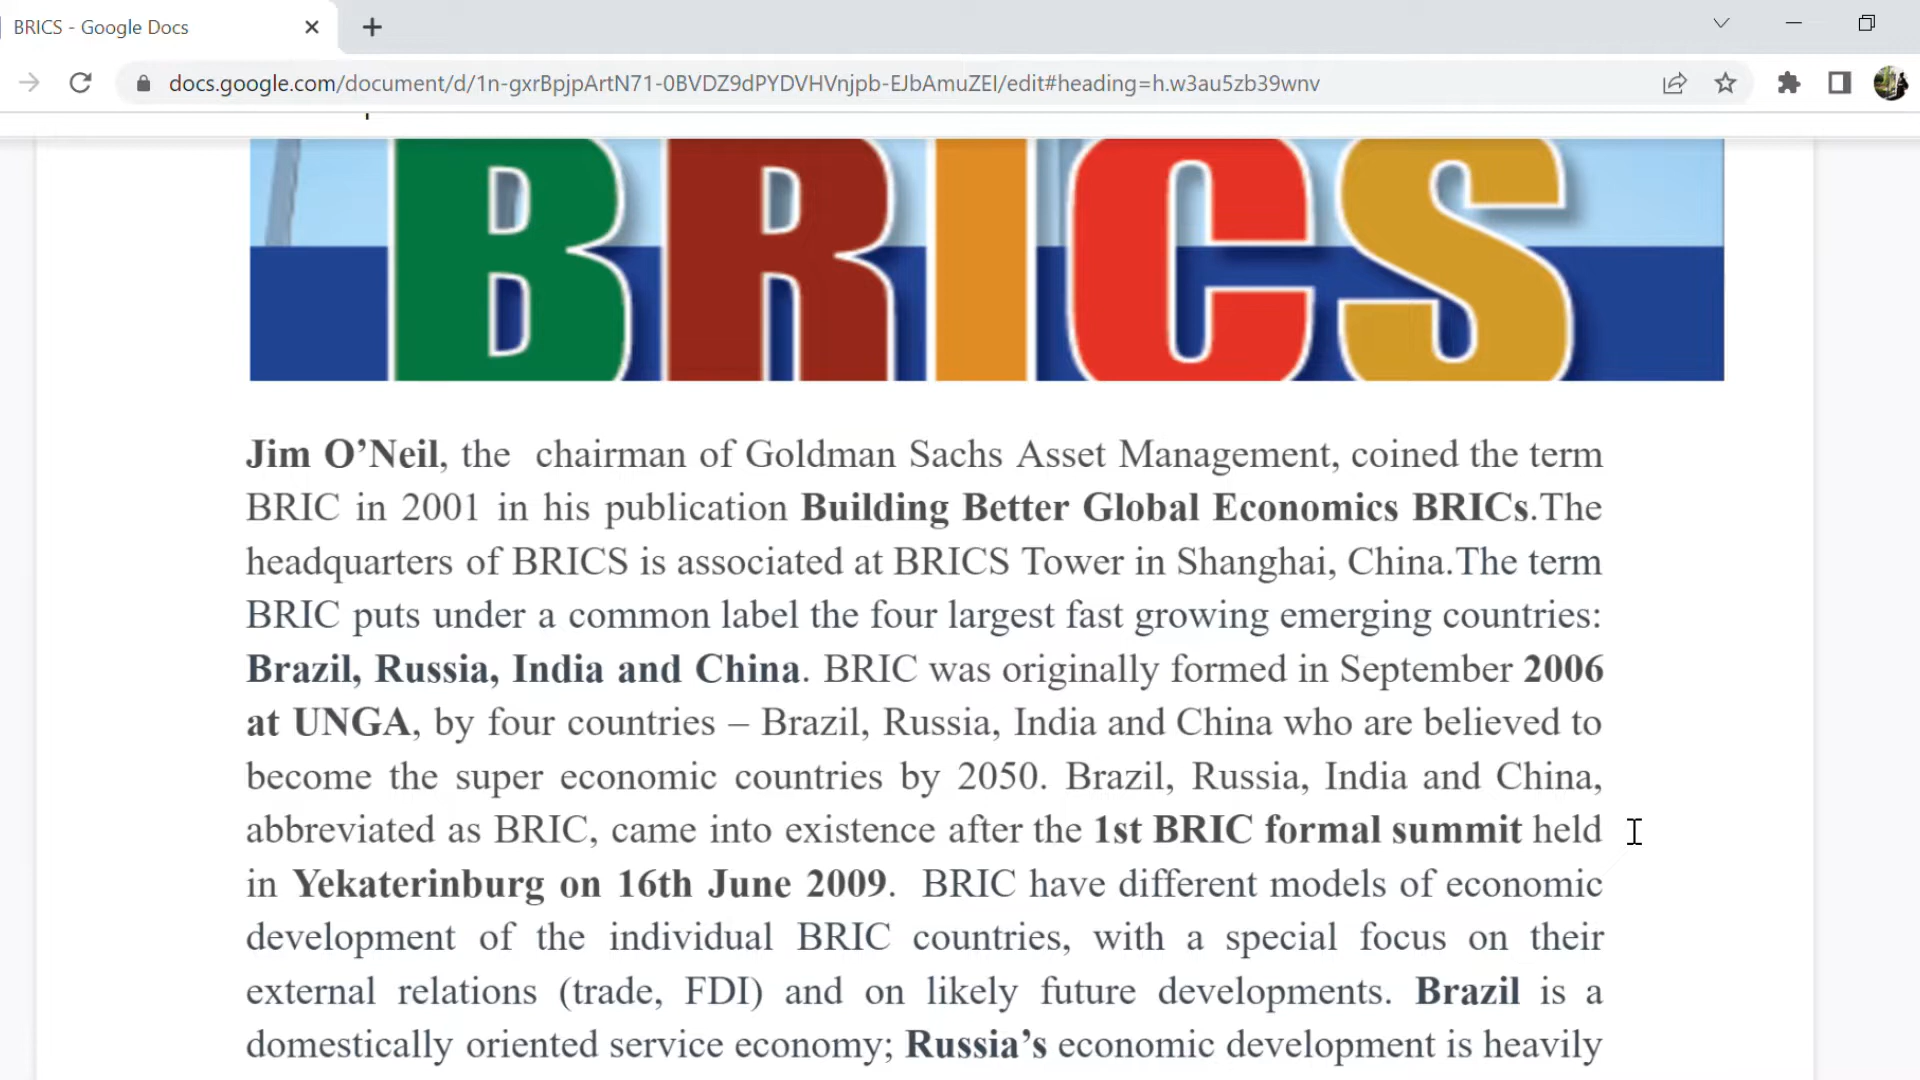 BRICS - Google Docs
docs.google.com/document/d/1n-gxrBpjpArtN71-0BVDZ9dPYDVHVnjpb-EJbAmuZEI/edit#heading=h.w3au5zb39wnv
BRICS
Jim O’Neil, the chairman of Goldman Sachs Asset Management, coined the term
BRIC in 2001 in his publication Building Better Global Economics BRICs.The
headquarters of BRICS is associated at BRICS Tower in Shanghai, China.The term
BRIC puts under a common label the four largest fast growing emerging countries:
Brazil, Russia, India and China. BRIC was originally formed in September 2006
at UNGA, by four countries – Brazil, Russia, India and China who are believed to
become the super economic countries by 2050. Brazil, Russia, India and China,
abbreviated as BRIC, came into existence after the 1st BRIC formal summit held
in Yekaterinburg on 16th June 2009. BRIC have different models of economic
development of the individual BRIC countries, with a special focus on their
external relations (trade, FDI) and on likely future developments. Brazil is a
domestically oriented service economy; Russia’s economic development is heavily